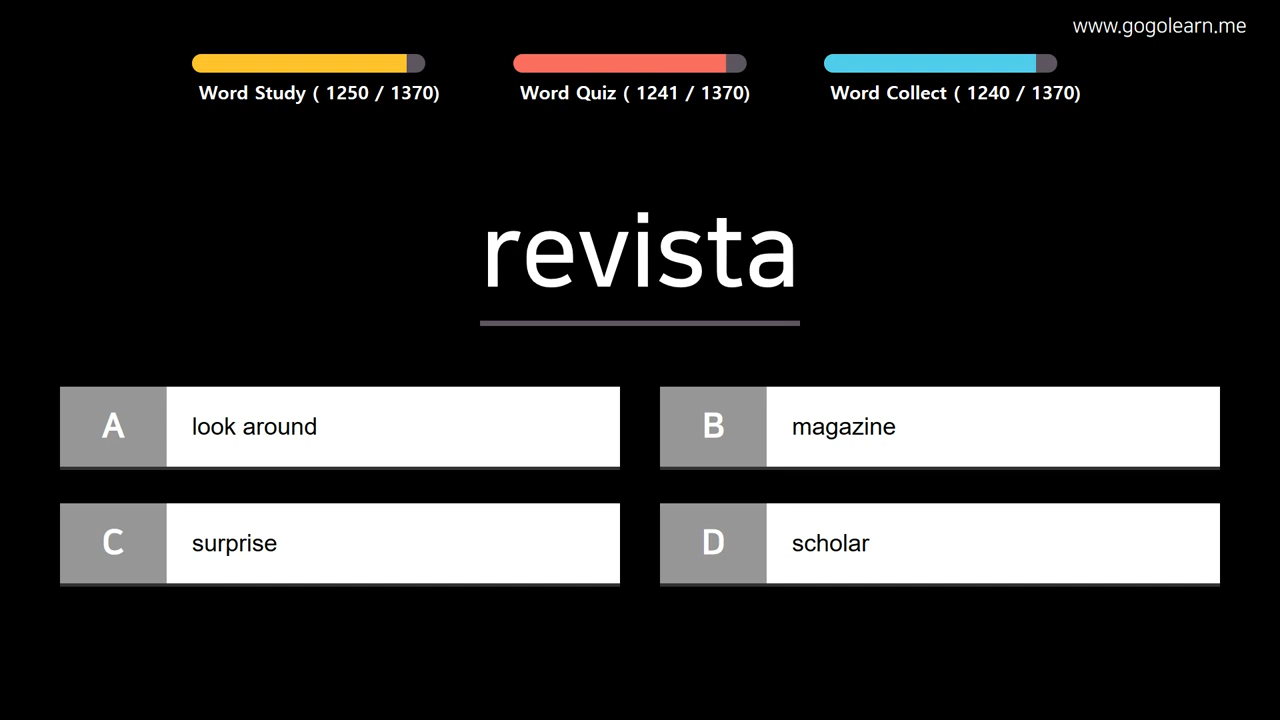 www.gogolearn.me
Word Study ( 1250 / 1370)
Word Quiz ( 1241 / 1370)
Word Collect ( 1240 / 1370)
revista
A look around
B magazine
C surprise
D scholar